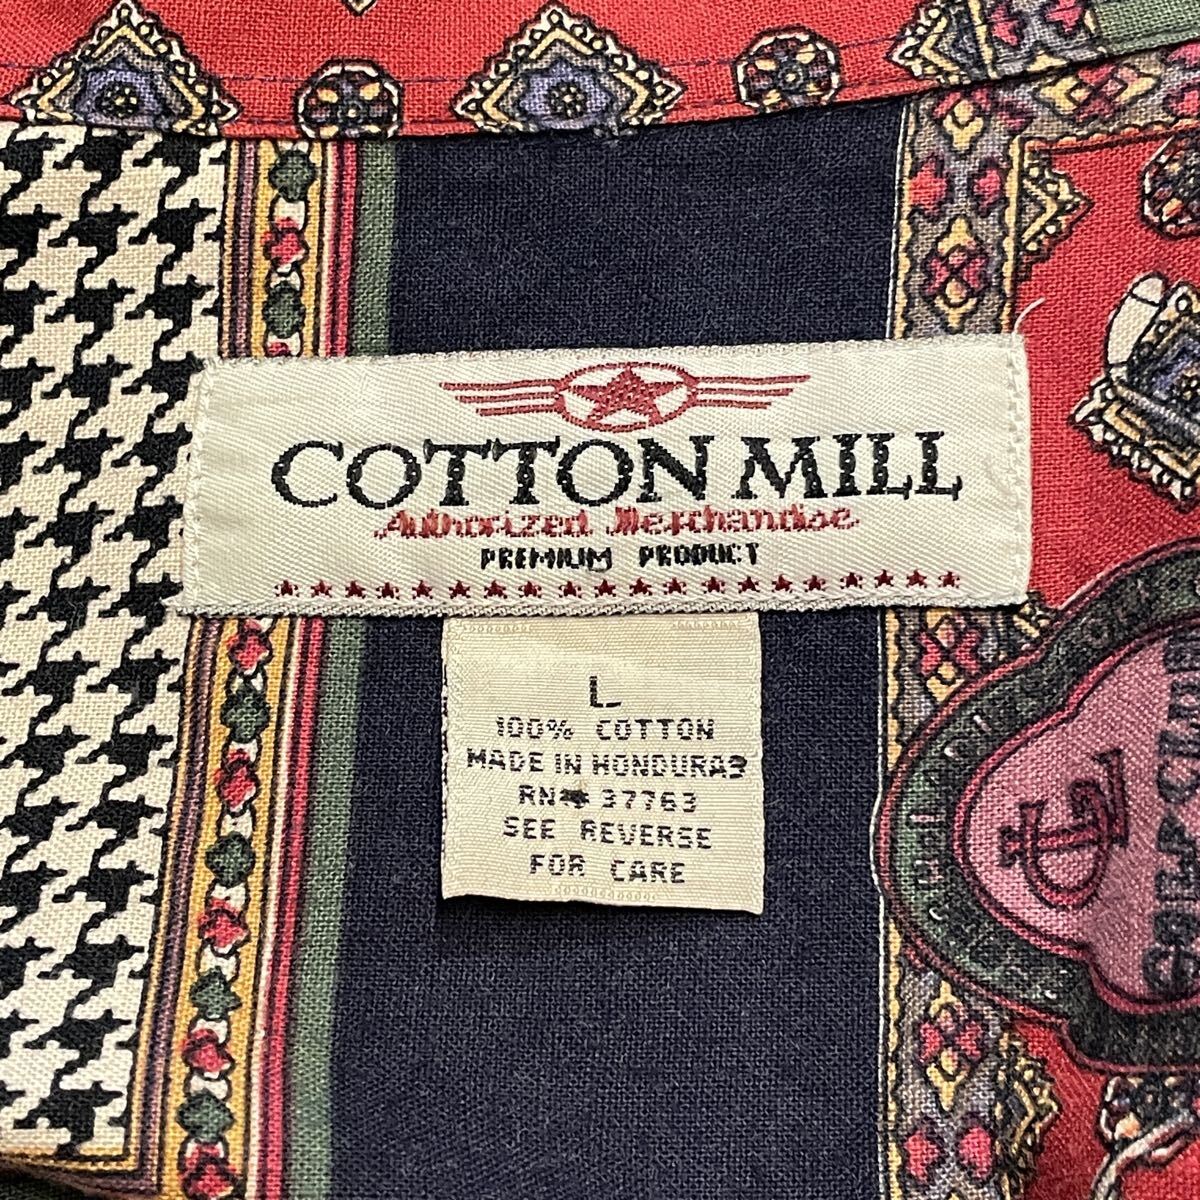 COTTON MILL
Authorized Merchandise
PREMIUM PRODUCT
L
100% COTTON
MADE IN HONDURAS
RN# 37763
SEE REVERSE
FOR CARE